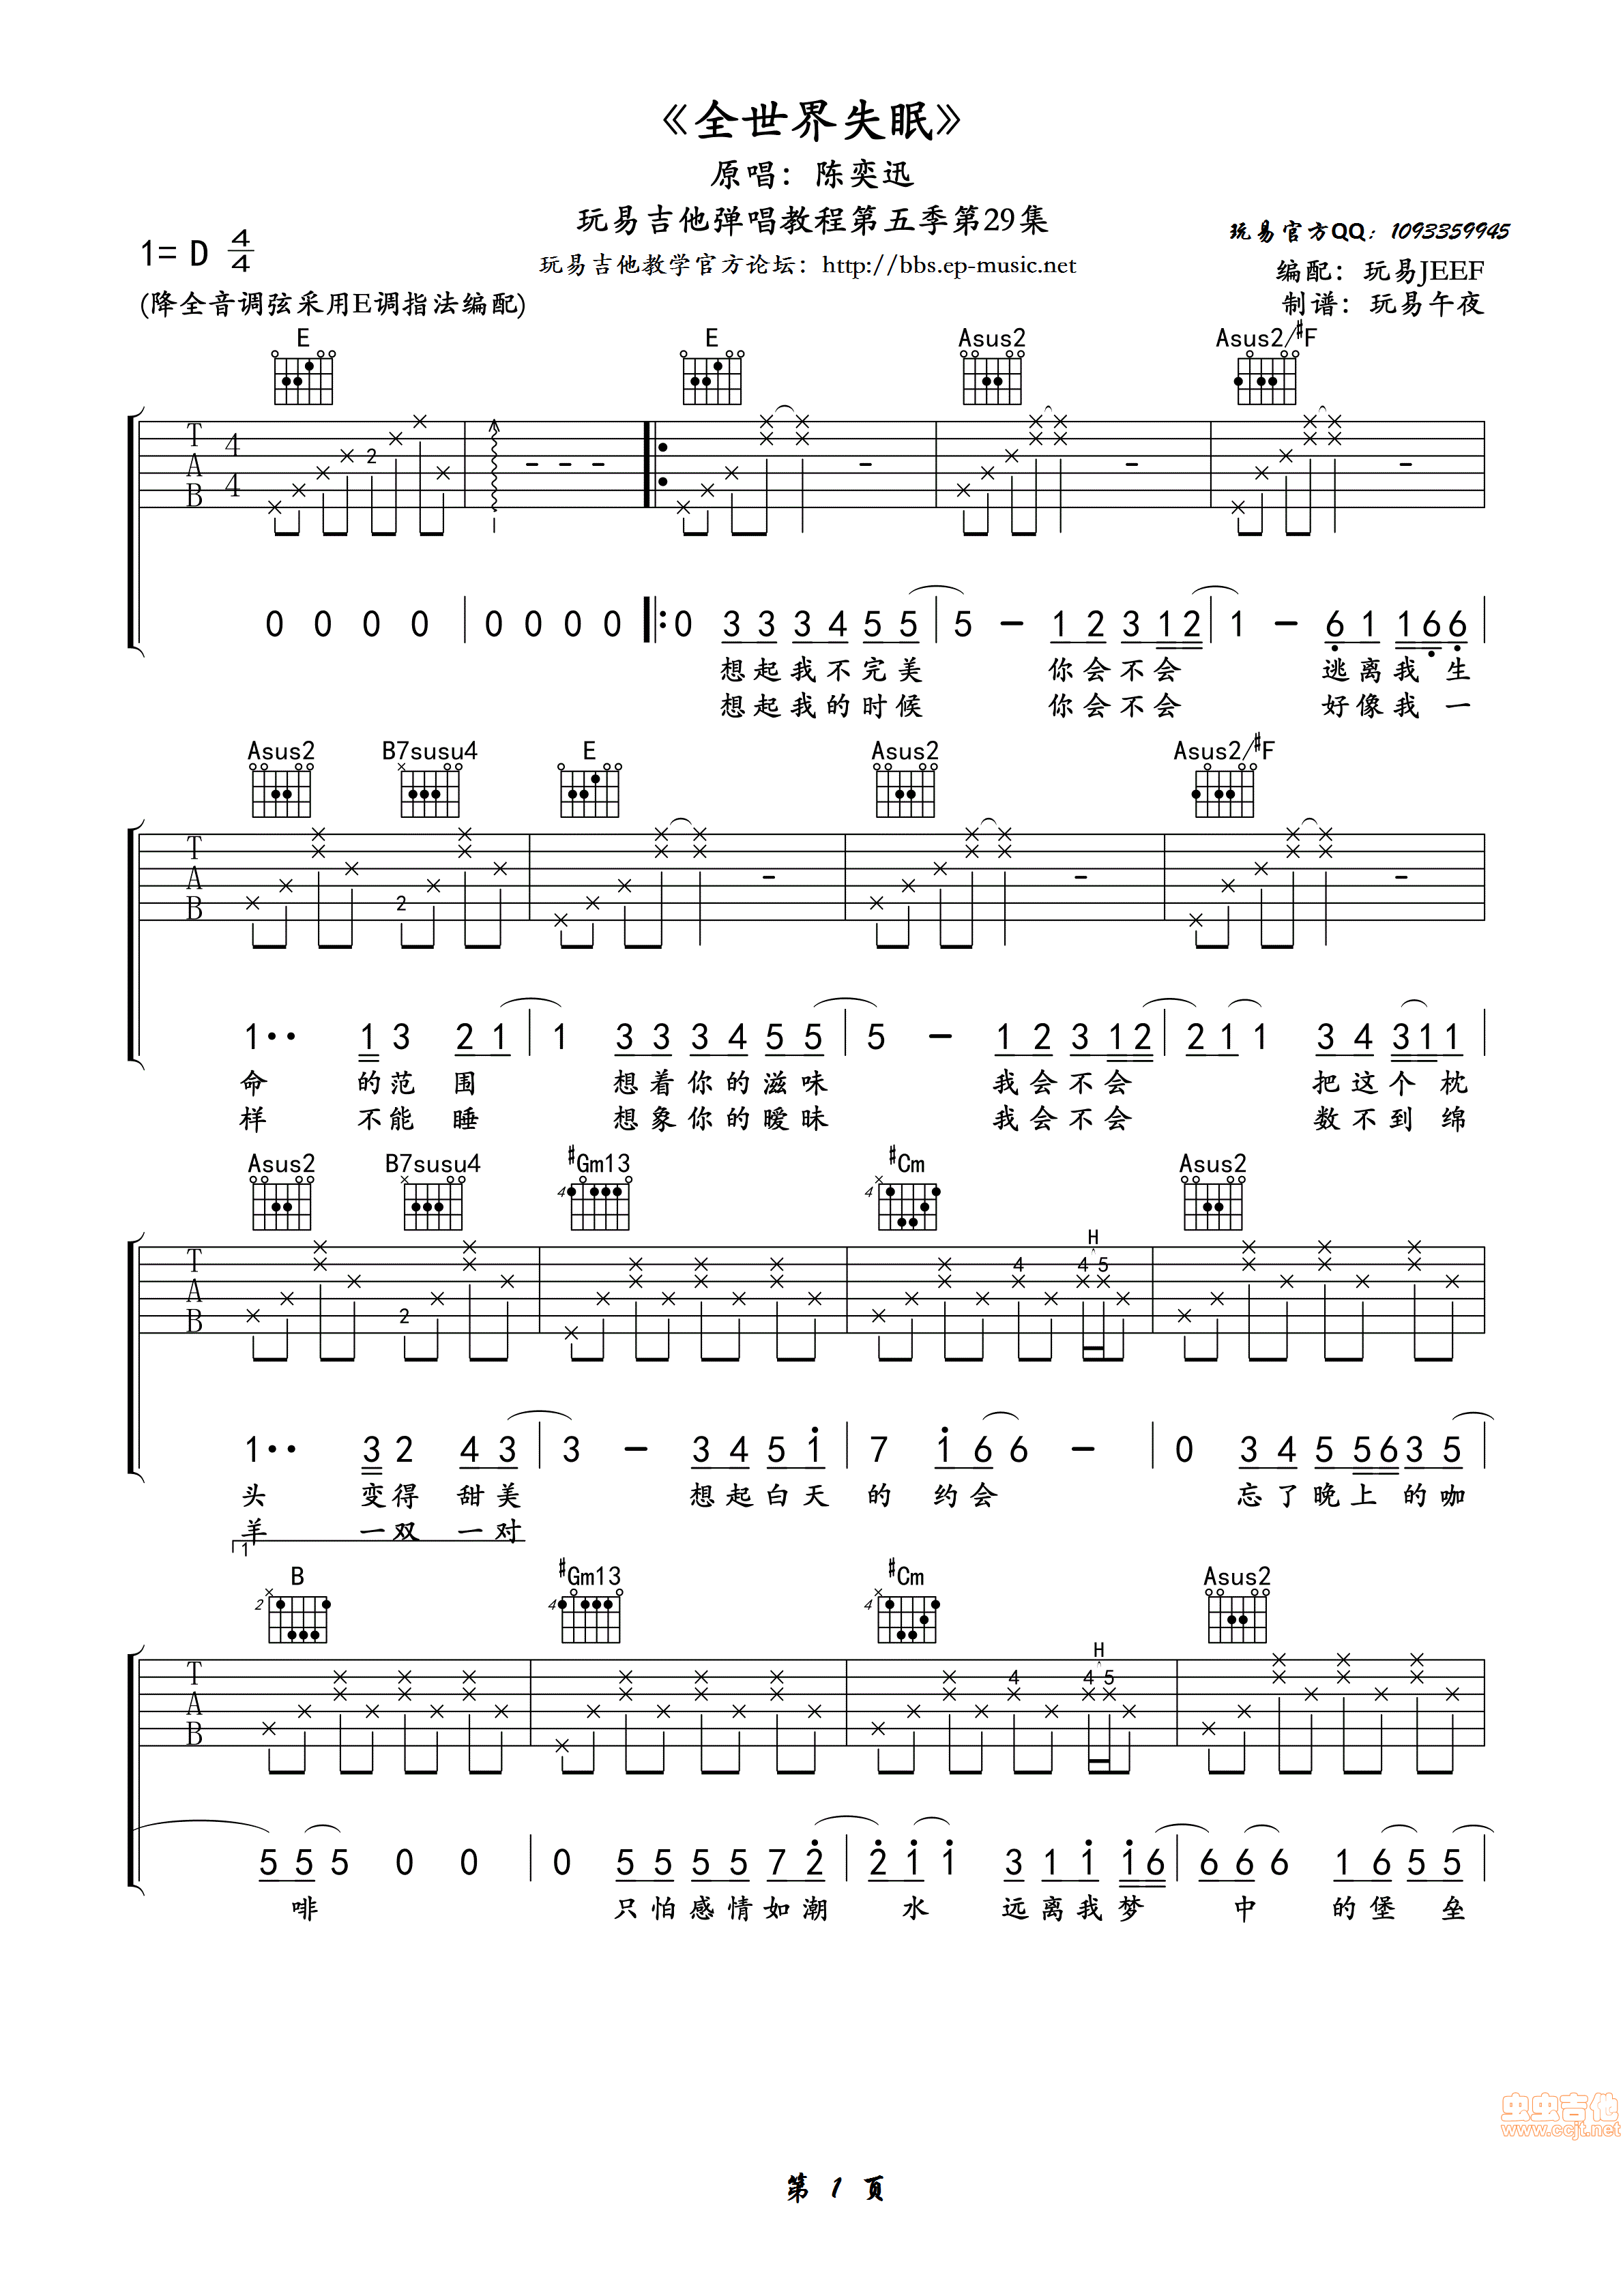 《全世界失眠》
原唱：陈奕迅
玩易吉他弹唱教程第五季第29集
玩易官方QQ：1093359945
1= D 4/4
玩易吉他教学官方论坛：http://bbs.ep-music.net
编配：玩易JEEF
(降全音调弦采用E调指法编配)
制谱：玩易午夜
E E Asus2 Asus2/#F
T A B 4 4 2
0 0 0 0 0 0 0 0 0 3 3 3 4 5 5 5 - 1 2 3 1 2 1 - 6 1 1 6 6
想起我不完美 你会不会 逃离我生
想起我的时候 你会不会 好像我一
Asus2 B7susu4 E Asus2 Asus2/#F
T A B 2
1·· 1 3 2 1 1 3 3 3 4 5 5 5 - 1 2 3 1 2 2 1 1 3 4 3 1 1
命 的范围 想着你的滋味 我会不会 把这个枕
样 不能睡 想象你的暧昧 我会不会 数不到绵
Asus2 B7susu4 #Gm13 #Cm Asus2
4 4
H
T A B 2 4 4 5
1·· 3 2 4 3 3 - 3 4 5 1 7 1 6 6 - 0 3 4 5 5 6 3 5
头 变得 甜美 想起白天 的 约会 忘了晚上 的咖
羊 一双 一对
1
B #Gm13 #Cm Asus2
2 4 4
H
T A B 4 4 5
5 5 5 0 0 0 5 5 5 5 7 2 2 1 1 3 1 1 1 6 6 6 6 1 6 5 5
啡 只怕感情如潮 水 远离我梦 中 的堡 垒
虫虫吉他
www.ccjt.net
第 1 页